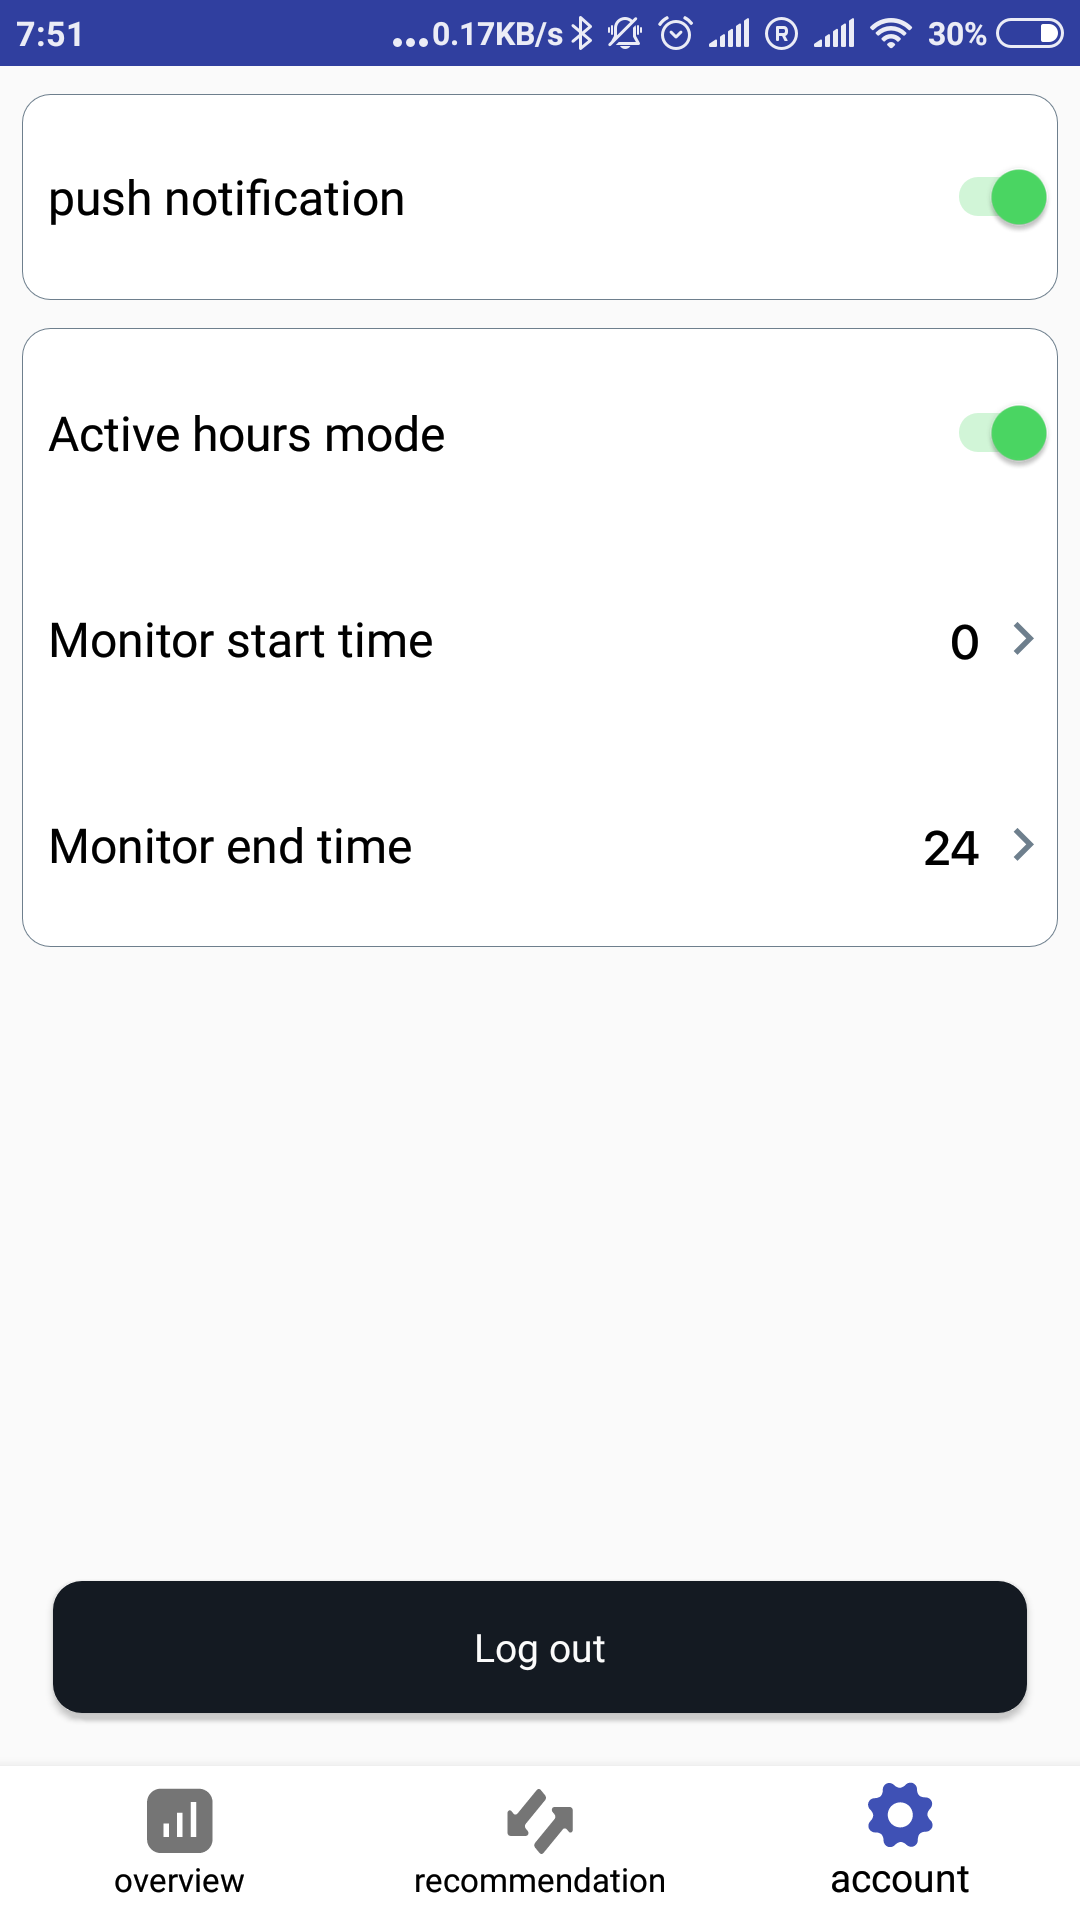 7:51 ...0.17KB/s R 30%
push notification
Active hours mode
Monitor start time 0
Monitor end time 24
Log out
overview recommendation account